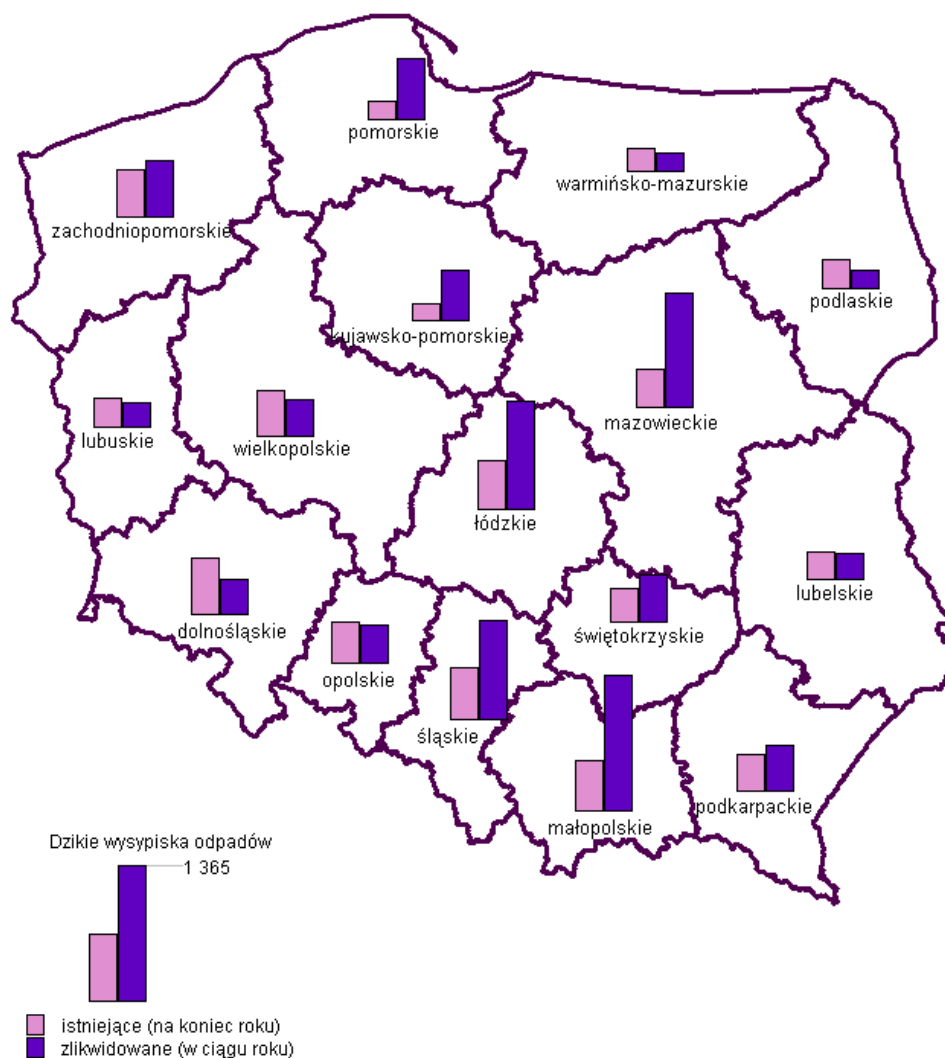 pomorskie
warmińsko-mazurskie
zachodniopomorskie
podlaskie
kujawsko-pomorskie
mazowieckie
lubuskie
wielkopolskie
łódzkie
lubelskie
dolnośląskie
świętokrzyskie
opolskie
śląskie
podkarpackie
małopolskie
Dzikie wysypiska odpadów
1 365
istniejące (na koniec roku)
zlikwidowane (w ciągu roku)